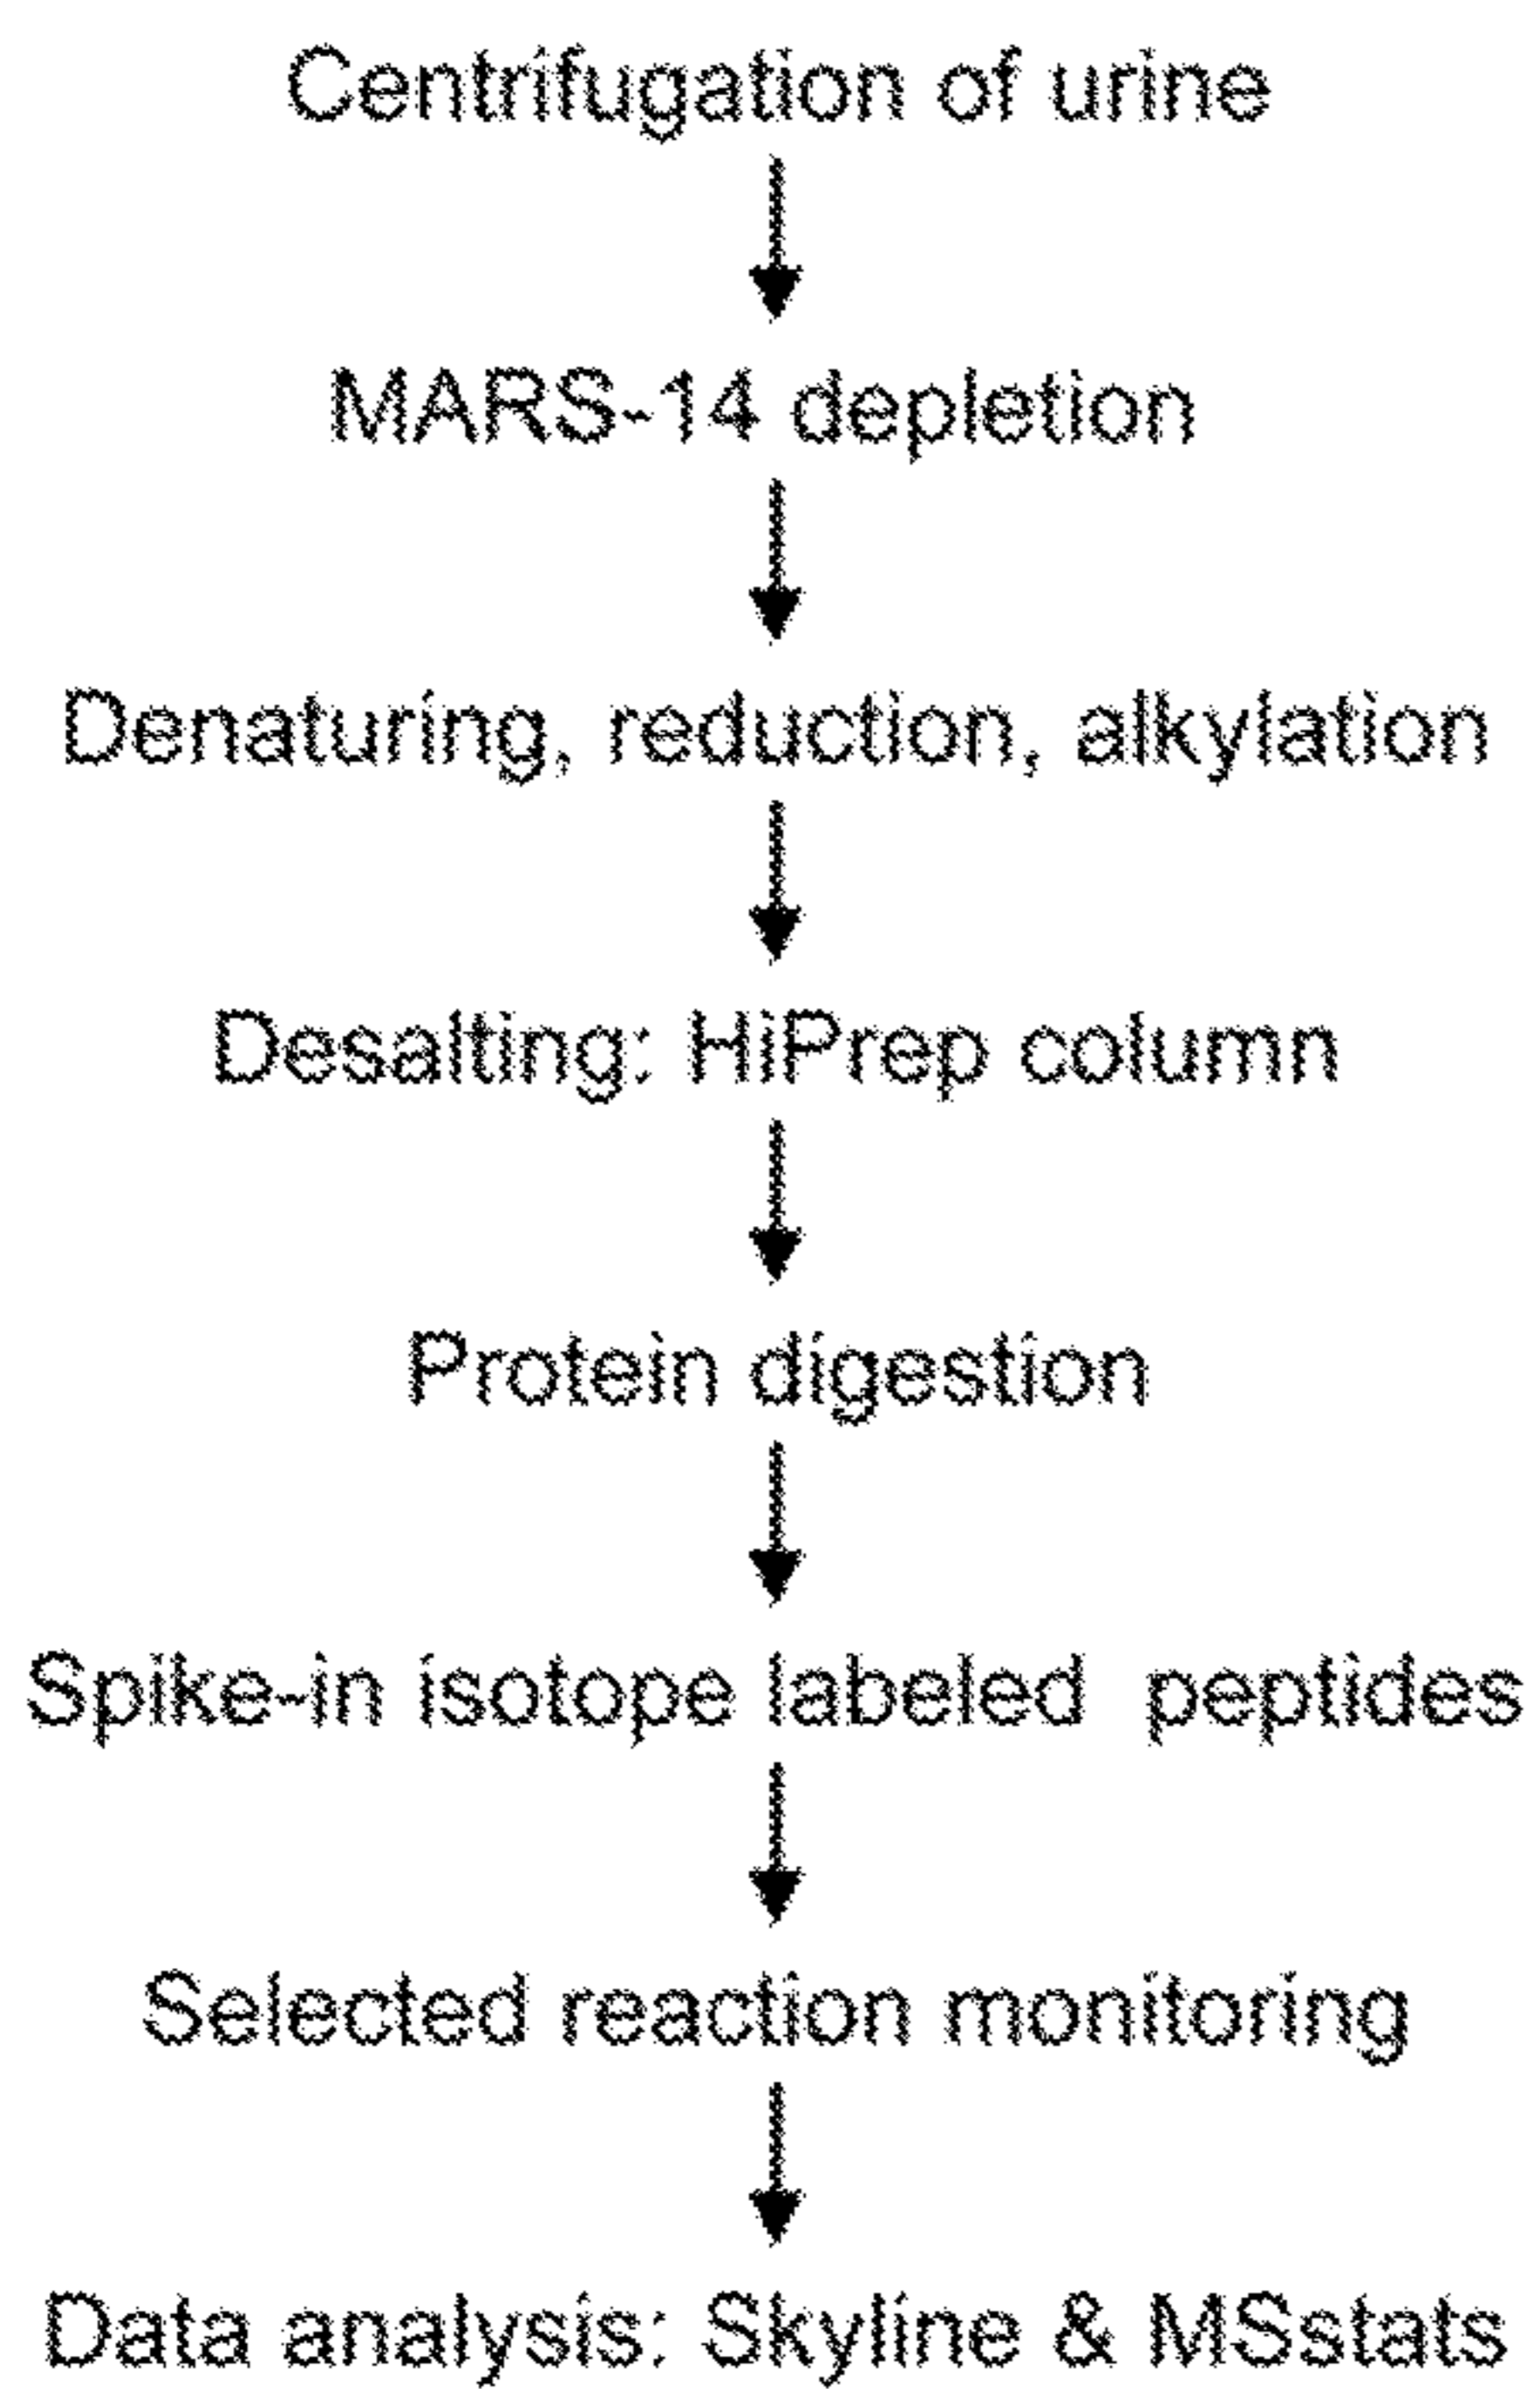 Centrifugation of urine
MARS-14 depletion
Denaturing, reduction, alkylation
Desalting: HiPrep column
Protein digestion
Spike-in isotope labeled peptides
Selected reaction monitoring
Data analysis: Skyline & MSstats